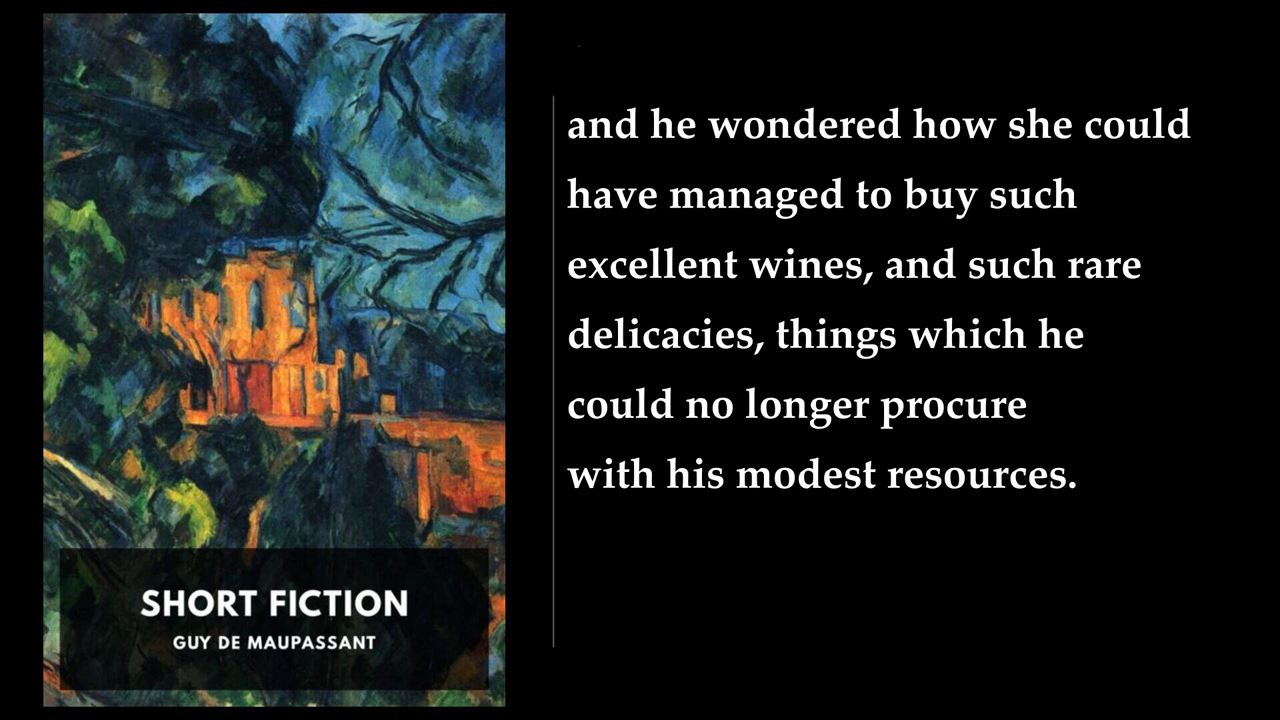 and he wondered how she could
have managed to buy such
excellent wines, and such rare
delicacies, things which he
could no longer procure
with his modest resources.
SHORT FICTION
GUY DE MAUPASSANT